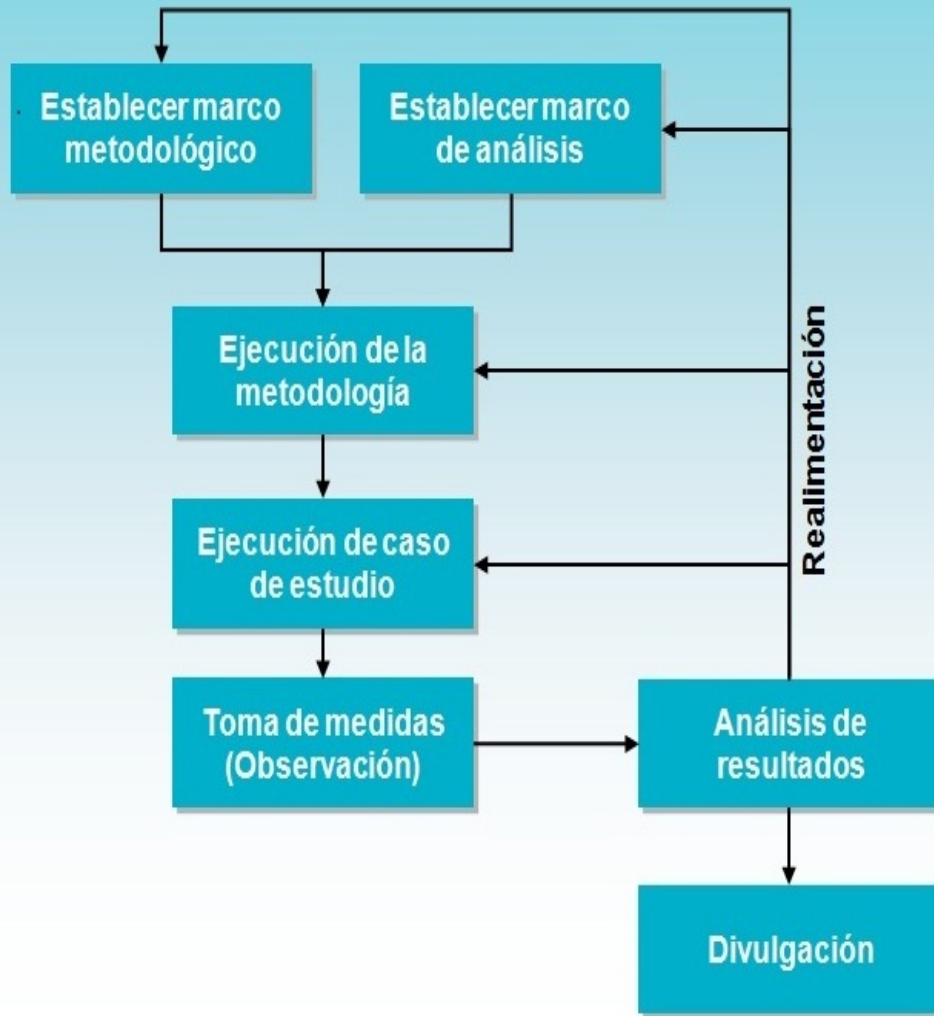 Establecer marco
metodológico
Establecer marco
de análisis
Ejecución de la
metodología
Realimentación
Ejecución de caso
de estudio
Toma de medidas
(Observación)
Análisis de
resultados
Divulgación